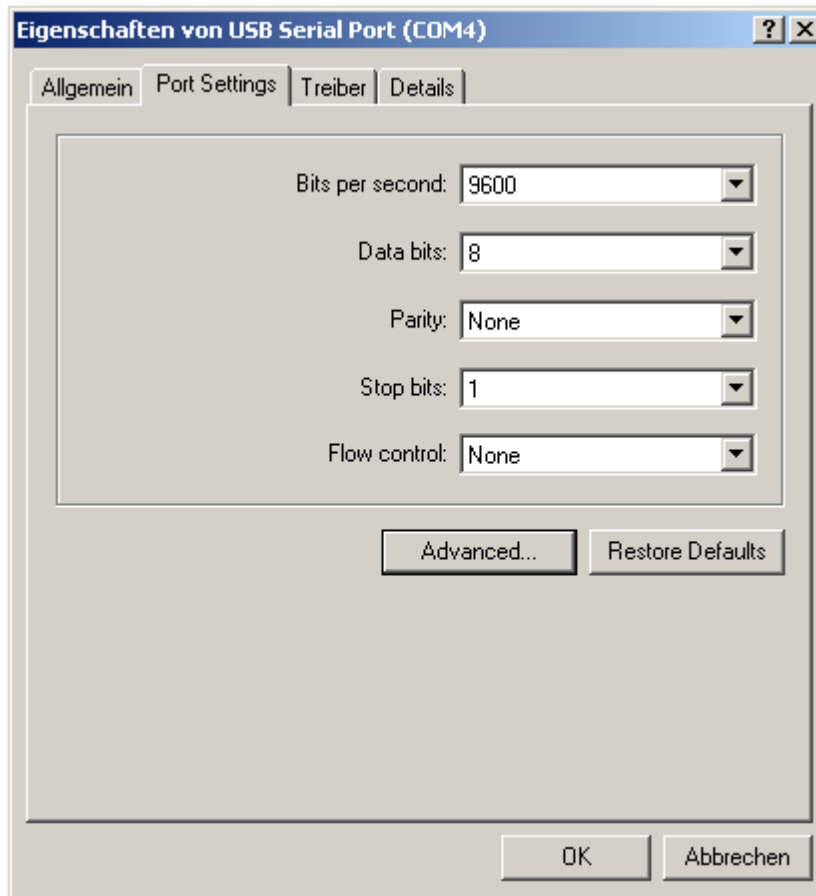 Eigenschaften von USB Serial Port (COM4)
Allgemein Port Settings Treiber Details
Bits per second: 9600
Data bits: 8
Parity: None
Stop bits: 1
Flow control: None
Advanced... Restore Defaults
OK Abbrechen